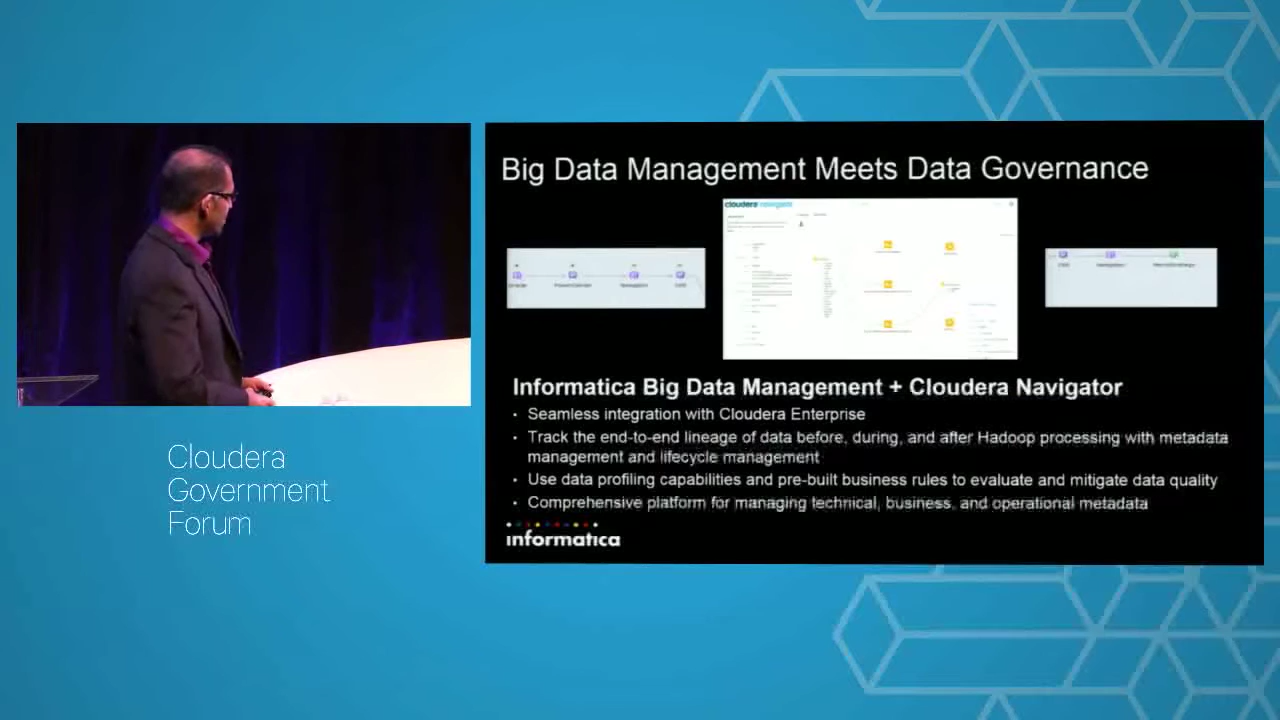 Big Data Management Meets Data Governance
cloudera navigator
Informatica Big Data Management + Cloudera Navigator
• Seamless integration with Cloudera Enterprise
• Track the end-to-end lineage of data before, during, and after Hadoop processing with metadata
management and lifecycle management
• Use data profiling capabilities and pre-built business rules to evaluate and mitigate data quality
• Comprehensive platform for managing technical, business, and operational metadata
informatica
Cloudera
Government
Forum